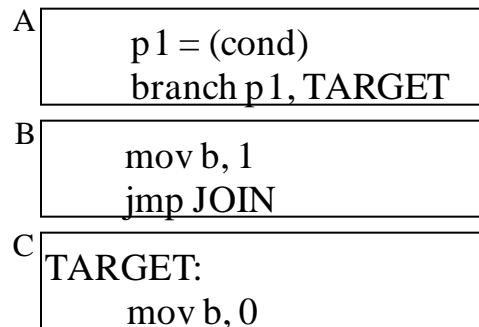 A
p1 = (cond)
branch p1, TARGET
B
mov b, 1
jmp JOIN
C
TARGET:
mov b, 0